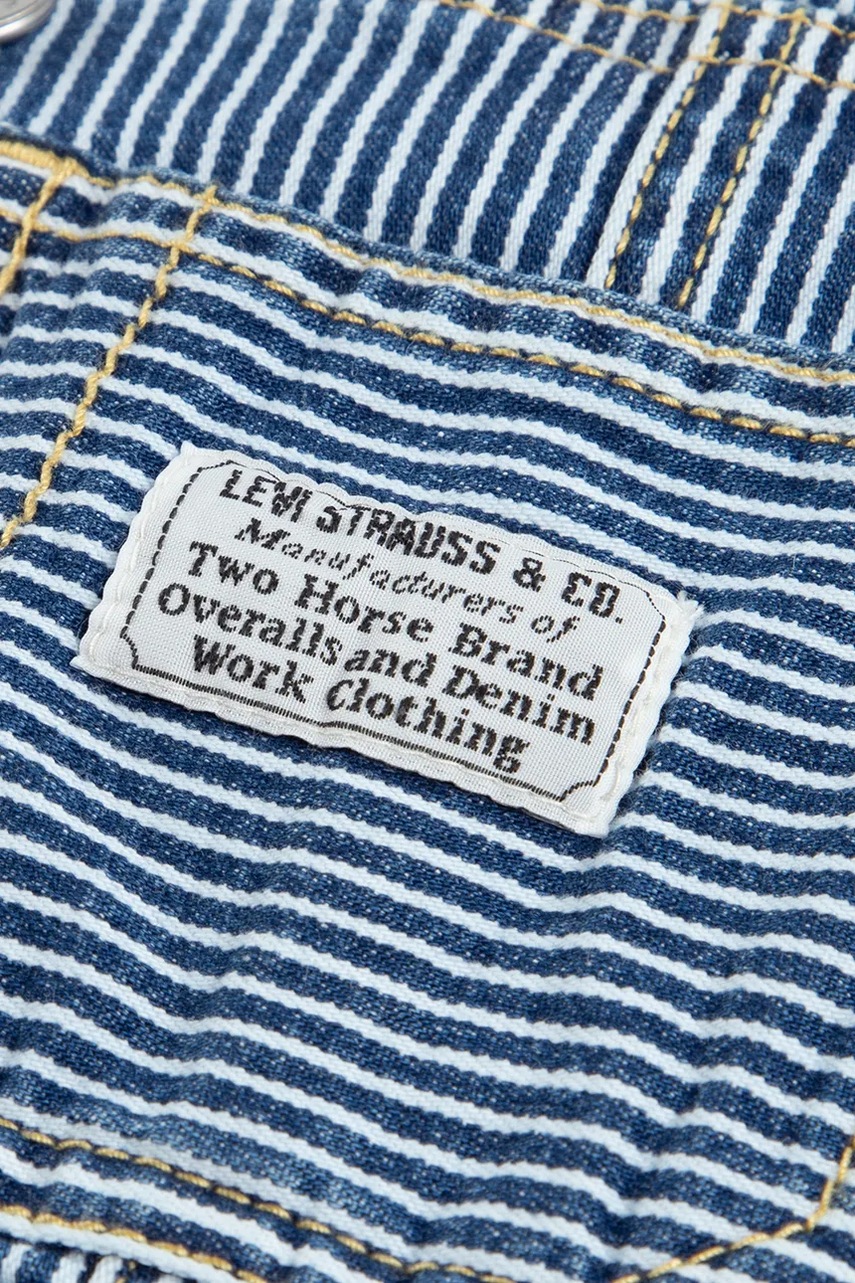 LEVI STRAUSS & CO.
Manufacturers of
Two Horse Brand
Overalls and Denim
Work Clothing